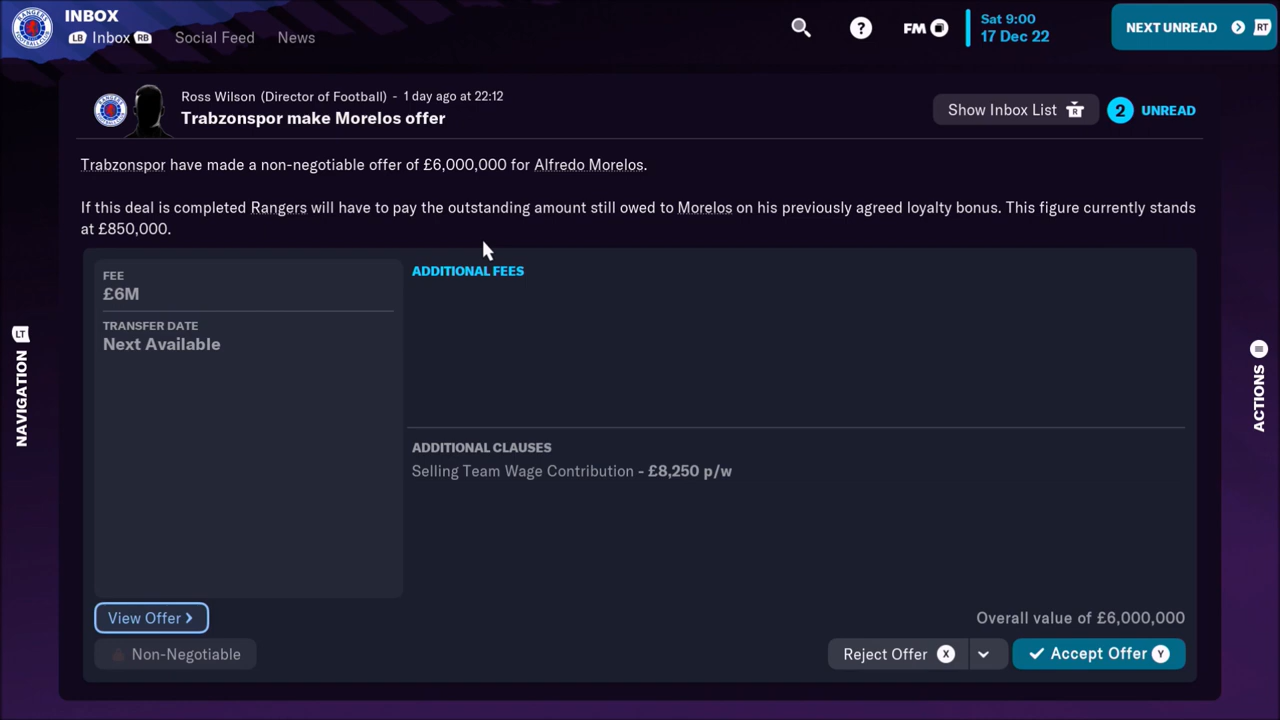 INBOX
LB Inbox RB Social Feed News
FM
Sat 9:00
17 Dec 22
NEXT UNREAD RT
Ross Wilson (Director of Football) - 1 day ago at 22:12
Trabzonspor make Morelos offer
Show Inbox List R
2 UNREAD
Trabzonspor have made a non-negotiable offer of £6,000,000 for Alfredo Morelos.
If this deal is completed Rangers will have to pay the outstanding amount still owed to Morelos on his previously agreed loyalty bonus. This figure currently stands
at £850,000.
FEE
£6M
TRANSFER DATE
Next Available
ADDITIONAL FEES
ADDITIONAL CLAUSES
Selling Team Wage Contribution - £8,250 p/w
LT
NAVIGATION
ACTIONS
View Offer
Overall value of £6,000,000
Non-Negotiable
Reject Offer X
Accept Offer Y